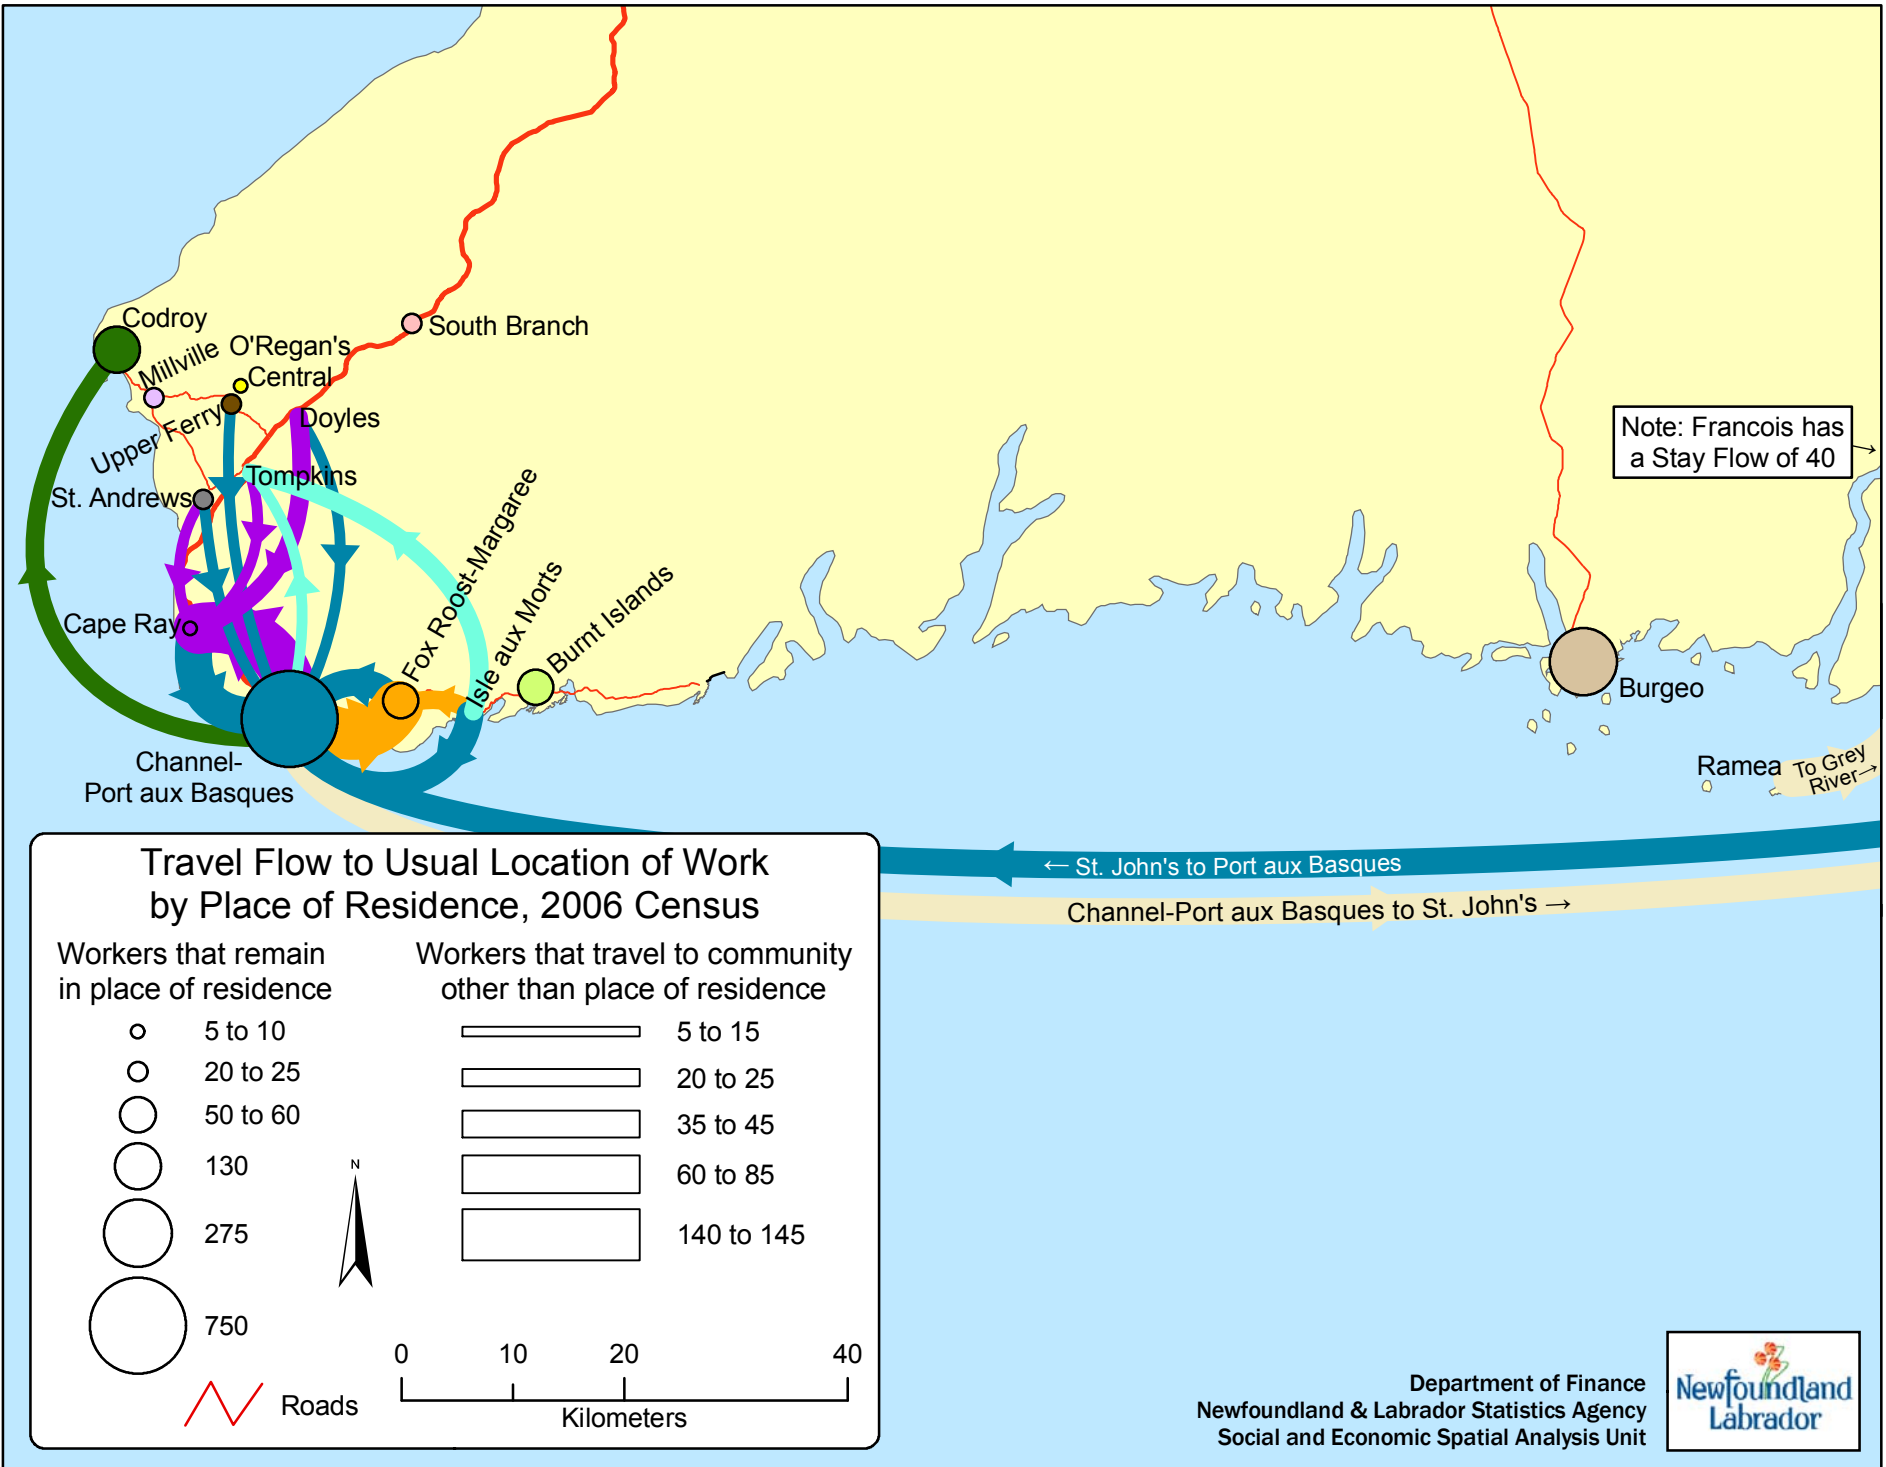 Codroy
Millville
O'Regan's
Central
South Branch
Upper Ferry
Doyles
Tompkins
St. Andrews
Cape Ray
Fox Roost-Margaree
Isle aux Morts
Burnt Islands
Channel-
Port aux Basques
Note: Francois has
a Stay Flow of 40
→
Burgeo
Ramea
To Grey
River→
← St. John's to Port aux Basques
Channel-Port aux Basques to St. John's →
Travel Flow to Usual Location of Work
by Place of Residence, 2006 Census
Workers that remain
in place of residence
5 to 10
20 to 25
50 to 60
130
275
750
Roads
Workers that travel to community
other than place of residence
5 to 15
20 to 25
35 to 45
60 to 85
140 to 145
N
0 10 20 40
Kilometers
Department of Finance
Newfoundland & Labrador Statistics Agency
Social and Economic Spatial Analysis Unit
Newfoundland
Labrador